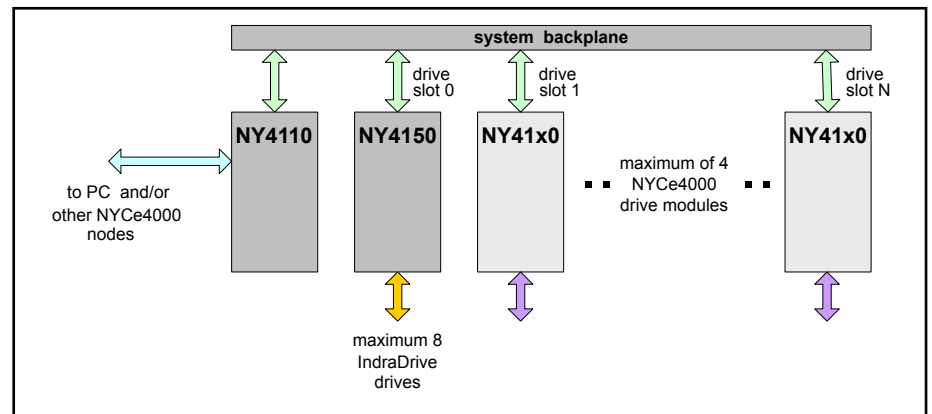 system backplane
drive
slot 0
drive
slot 1
drive
slot N
NY4110
NY4150
NY41x0
NY41x0
to PC and/or
other NYCe4000
nodes
maximum of 4
NYCe4000
drive modules
maximum 8
IndraDrive
drives